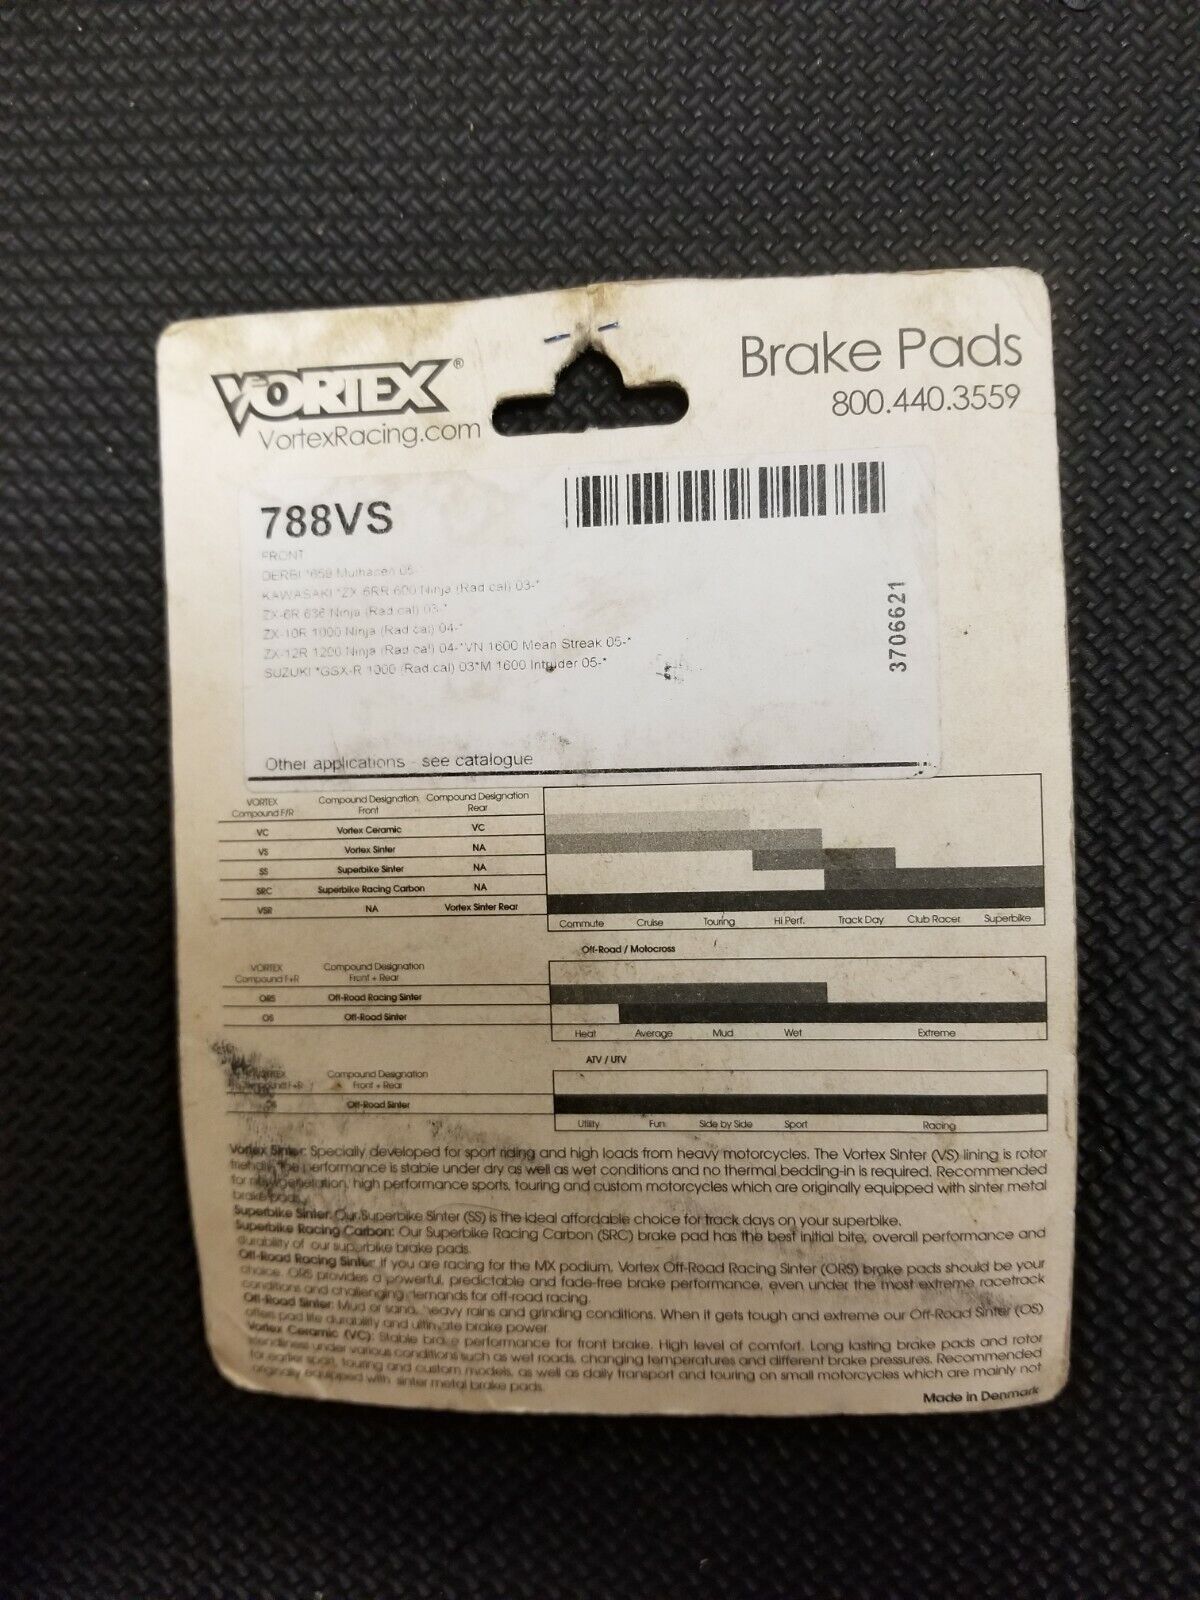 VORTEX®
VortexRacing.com
Brake Pads
800.440.3559
788VS
FRONT
DERBI *659 Mulhacen 05-
KAWASAKI *ZX-6RR 600 Ninja (Rad cal) 03-*
ZX-6R 636 Ninja (Rad cal) 03-*
ZX-10R 1000 Ninja (Rad cal) 04-*
ZX-12R 1200 Ninja (Rad cal) 04-*VN 1600 Mean Streak 05-*
SUZUKI *GSX-R 1000 (Rad cal) 03*M 1600 Intruder 05-*
3706621
Other applications - see catalogue
VORTEX Compound F/R Compound Designation Front Compound Designation Rear
VC Vortex Ceramic VC
VS Vortex Sinter NA
SS Superbike Sinter NA
SRC Superbike Racing Carbon NA
VSR NA Vortex Sinter Rear
Commute Cruise Touring Hi Perf. Track Day Club Racer Superbike
Off-Road / Motocross
VORTEX Compound F+R Compound Designation Front + Rear
ORS Off-Road Racing Sinter
OS Off-Road Sinter
Heat Average Mud Wet Extreme
ATV / UTV
Compound F+R Compound Designation Front + Rear
OS Off-Road Sinter
Utility Fun Side by Side Sport Racing
Vortex Sinter: Specially developed for sport riding and high loads from heavy motorcycles. The Vortex Sinter (VS) lining is rotor
friendly, the performance is stable under dry as well as wet conditions and no thermal bedding-in is required. Recommended
for new generation, high performance sports, touring and custom motorcycles which are originally equipped with sinter metal
brake pads.
Superbike Sinter: Our Superbike Sinter (SS) is the ideal affordable choice for track days on your superbike.
Superbike Racing Carbon: Our Superbike Racing Carbon (SRC) brake pad has the best initial bite, overall performance and
durability of our superbike brake pads.
Off-Road Racing Sinter: If you are racing for the MX podium, Vortex Off-Road Racing Sinter (ORS) brake pads should be your
choice. ORS provides a powerful, predictable and fade-free brake performance, even under the most extreme racetrack
conditions and challenging demands for off-road racing.
Off-Road Sinter: Mud or sand, heavy rains and grinding conditions. When it gets tough and extreme our Off-Road Sinter (OS)
offers pad life durability and ultimate brake power.
Vortex Ceramic (VC): Stable brake performance for front brake. High level of comfort. Long lasting brake pads and rotor
friendliness under various conditions such as wet roads, changing temperatures and different brake pressures. Recommended
for earlier sport, touring and custom models, as well as daily transport and touring on small motorcycles which are mainly not
originally equipped with sinter metal brake pads.
Made in Denmark